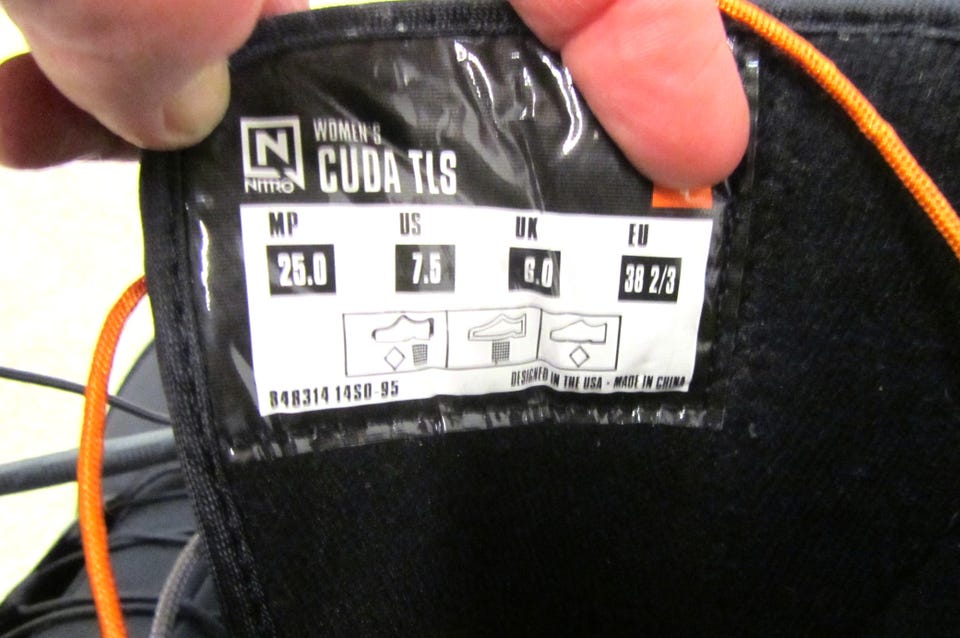 N
NITRO
WOMEN'S
CUDA TLS
MP US UK EU
25.0 7.5 6.0 38 2/3
848314 14SO-95 DESIGNED IN THE USA - MADE IN CHINA